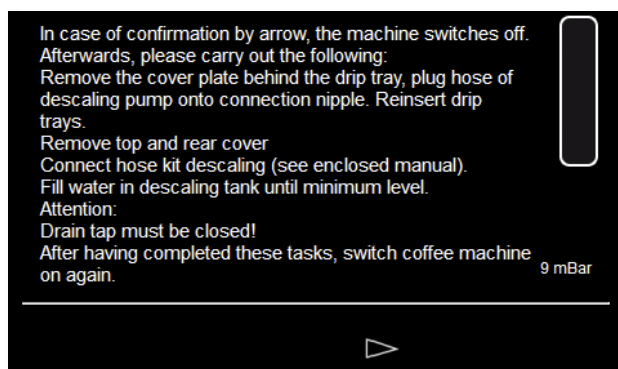 In case of confirmation by arrow, the machine switches off.
Afterwards, please carry out the following:
Remove the cover plate behind the drip tray, plug hose of
descaling pump onto connection nipple. Reinsert drip
trays.
Remove top and rear cover
Connect hose kit descaling (see enclosed manual).
Fill water in descaling tank until minimum level.
Attention:
Drain tap must be closed!
After having completed these tasks, switch coffee machine
on again.
9 mBar